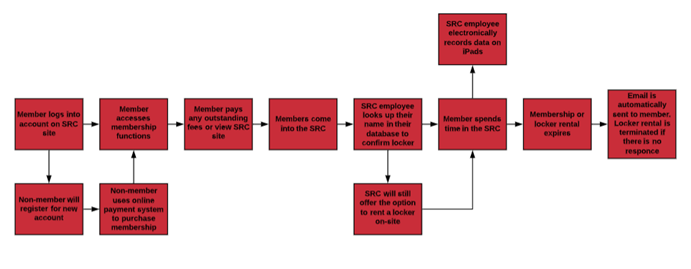 SRC employee
electronically
records data on
iPads
Member logs into
account on SRC
site
Member
accesses
membership
functions
Member pays
any outstanding
fees or view SRC
site
Members come
into the SRC
SRC employee
looks up their
name in their
database to
confirm locker
Member spends
time in the SRC
Membership or
locker rental
expires
Email is
automatically
sent to member.
Locker rental is
terminated if
there is no
responce
Non-member will
register for new
account
Non-member
uses online
payment system
to purchase
membership
SRC will still
offer the option
to rent a locker
on-site